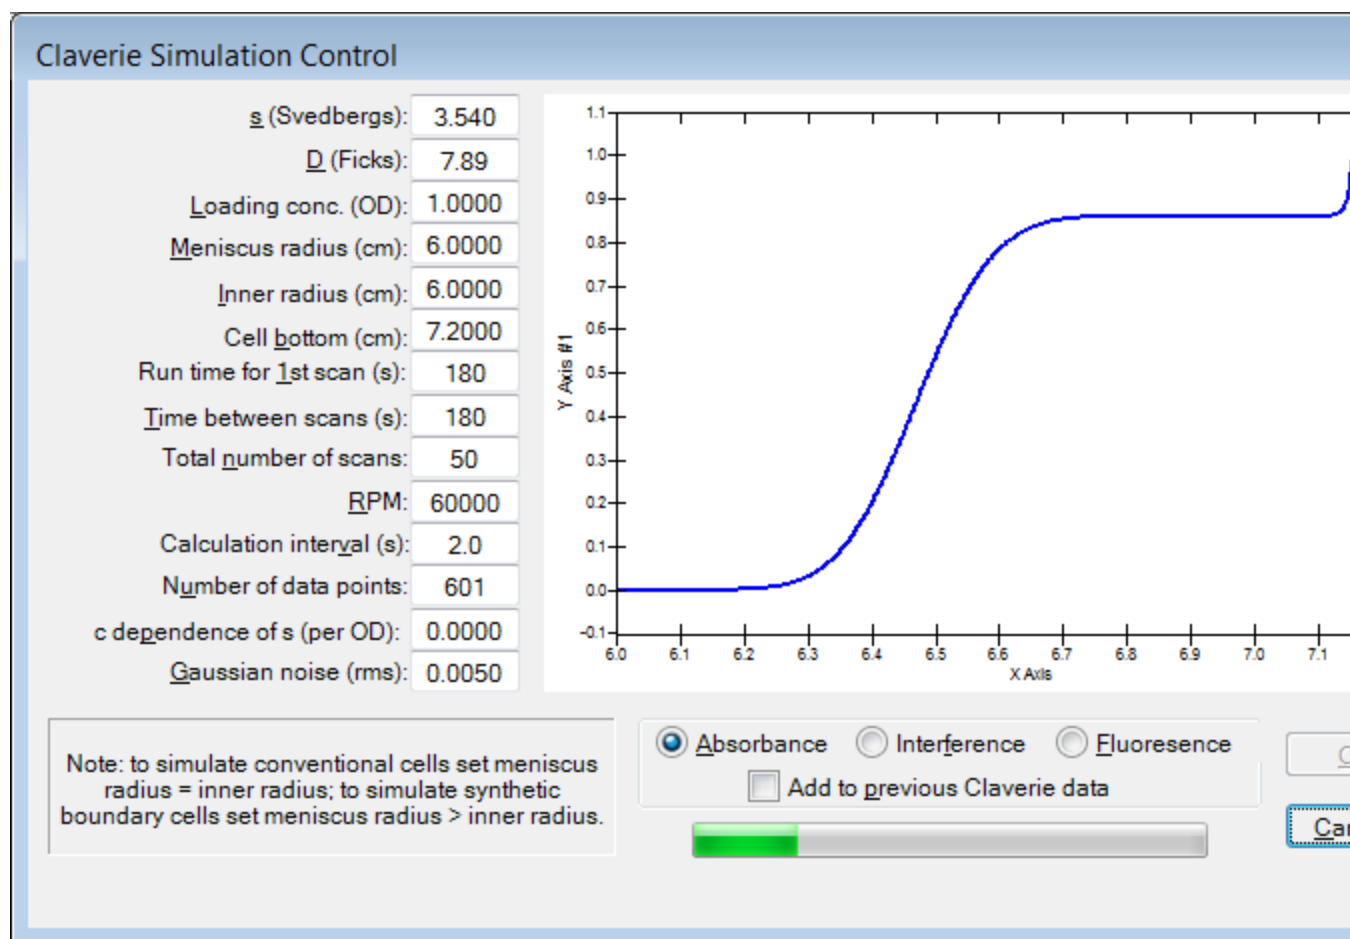 Claverie Simulation Control
s (Svedbergs): 3.540
D (Ficks): 7.89
Loading conc. (OD): 1.0000
Meniscus radius (cm): 6.0000
Inner radius (cm): 6.0000
Cell bottom (cm): 7.2000
Run time for 1st scan (s): 180
Time between scans (s): 180
Total number of scans: 50
RPM: 60000
Calculation interval (s): 2.0
Number of data points: 601
c dependence of s (per OD): 0.0000
Gaussian noise (rms): 0.0050
1.1
1.0
0.9
0.8
0.7
0.6
0.5
0.4
0.3
0.2
0.1
0.0
-0.1
Y Axis #1
6.0 6.1 6.2 6.3 6.4 6.5 6.6 6.7 6.8 6.9 7.0 7.1
X Axis
Note: to simulate conventional cells set meniscus
radius = inner radius; to simulate synthetic
boundary cells set meniscus radius > inner radius.
Absorbance Interference Fluoresence
Add to previous Claverie data